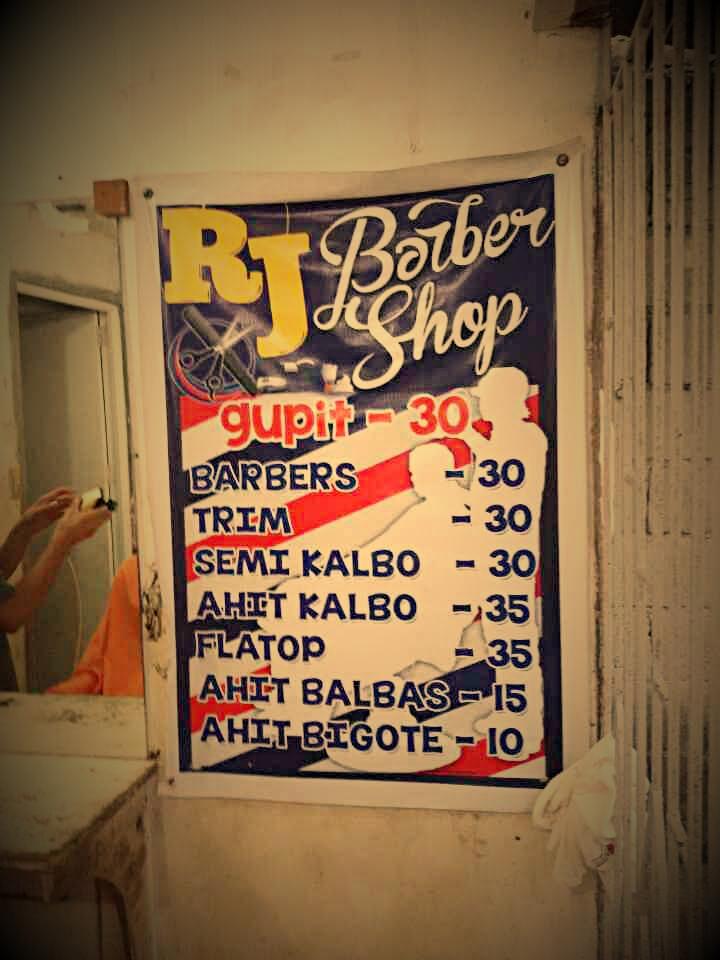 RJ Barber
Shop
gupit - 30
BARBERS - 30
TRIM - 30
SEMI KALBO - 30
AHIT KALBO - 35
FLATOP - 35
AHIT BALBAS - 15
AHIT BIGOTE - 10